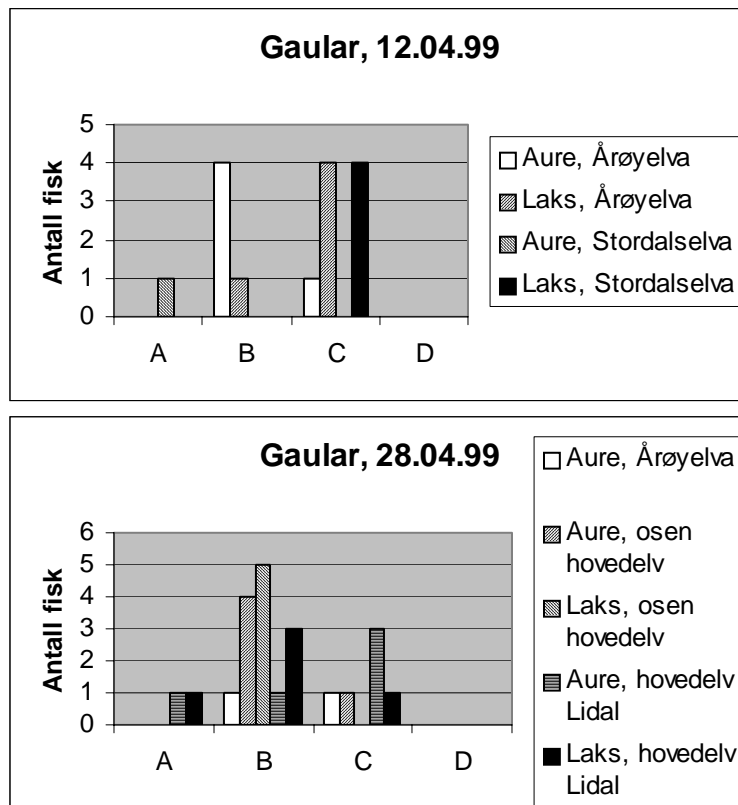 Gaular, 12.04.99
Antall fisk
5
4
3
2
1
0
A B C D
Aure, Årøyelva
Laks, Årøyelva
Aure, Stordalselva
Laks, Stordalselva
Gaular, 28.04.99
Antall fisk
6
5
4
3
2
1
0
A B C D
Aure, Årøyelva
Aure, osen
hovedelv
Laks, osen
hovedelv
Aure, hovedelv
Lidal
Laks, hovedelv
Lidal